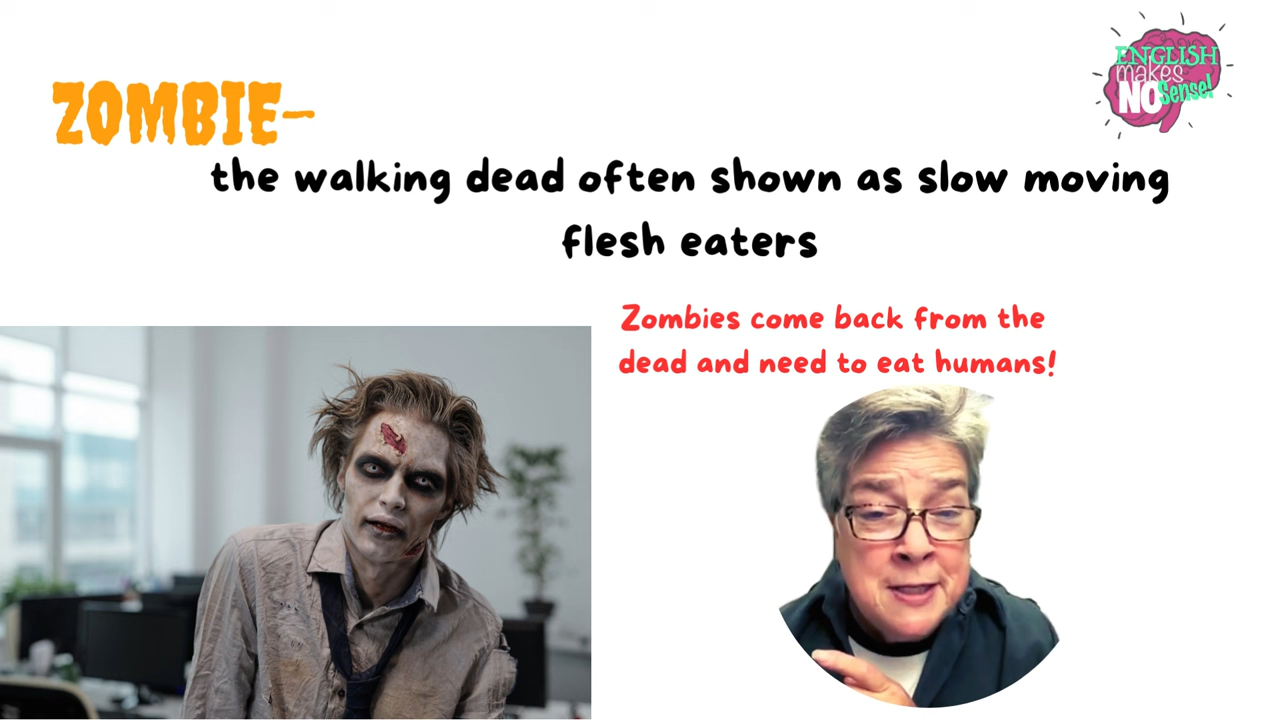 ENGLISH
makes
NO Sense!
ZOMBIE-
the walking dead often shown as slow moving
flesh eaters
Zombies come back from the
dead and need to eat humans!